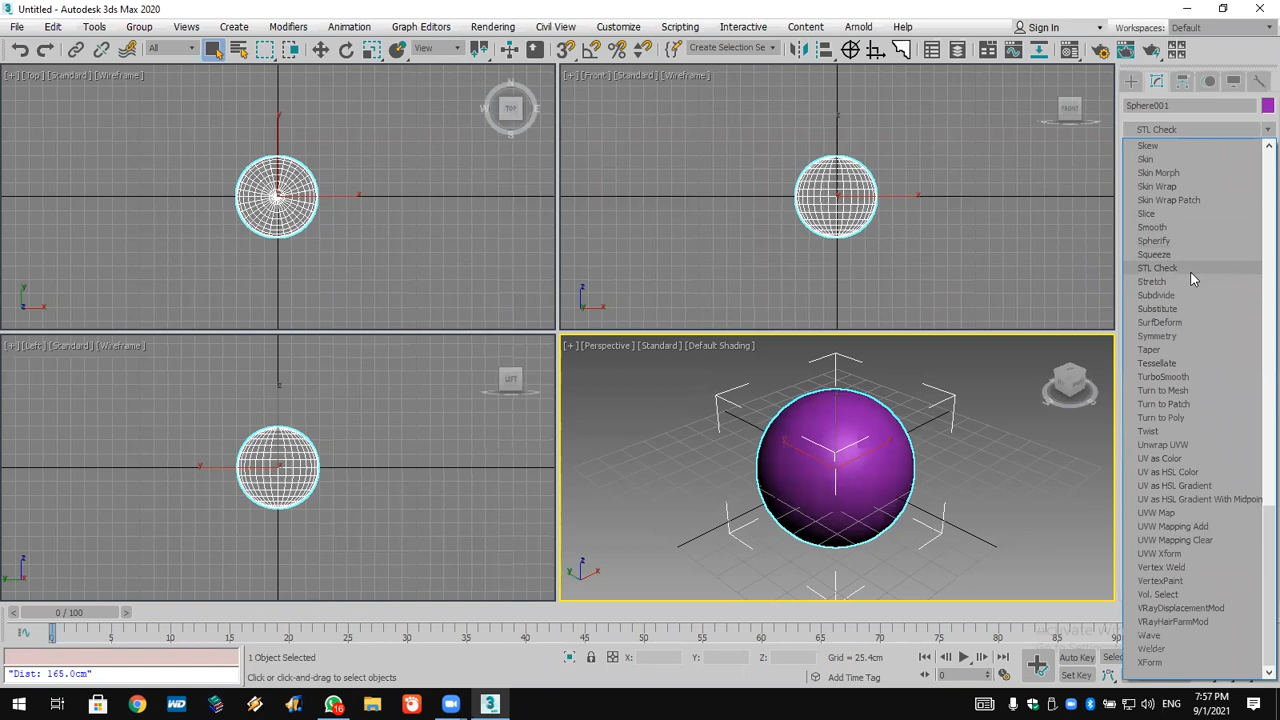 Untitled - Autodesk 3ds Max 2020
File Edit Tools Group Views Create Modifiers Animation Graph Editors Rendering Civil View Customize Scripting Interactive Content Arnold Help
Sign In Workspaces: Default
All View Create Selection Se
[+] [Top] [Standard] [Wireframe]
N
W TOP E
S
y
x
y
z x
[+] [Front] [Standard] [Wireframe]
FRONT
z
x
z
x
[+] [Left] [Standard] [Wireframe]
LEFT
z
y
z
y
[+] [Perspective] [Standard] [Default Shading]
z
y x
Sphere001
STL Check
Skew
Skin
Skin Morph
Skin Wrap
Skin Wrap Patch
Slice
Smooth
Spherify
Squeeze
STL Check
Stretch
Subdivide
Substitute
SurfDeform
Symmetry
Taper
Tessellate
TurboSmooth
Turn to Mesh
Turn to Patch
Turn to Poly
Twist
Unwrap UVW
UV as Color
UV as HSL Color
UV as HSL Gradient
UV as HSL Gradient With Midpoin
UVW Map
UVW Mapping Add
UVW Mapping Clear
UVW Xform
Vertex Weld
VertexPaint
Vol. Select
VRayDisplacementMod
VRayHairFarmMod
Wave
Welder
XForm
0 / 100
0 5 10 15 20 25 30 35 40 45 50 55 60 65 70 75 80 85 90
Activate W
1 Object Selected X: Y: Z: Grid = 25.4cm Auto Key Selec
"Dist: 165.0cm" Click or click-and-drag to select objects Add Time Tag 0 Set Key
16 WD 3 ENG 7:57 PM
9/1/2021